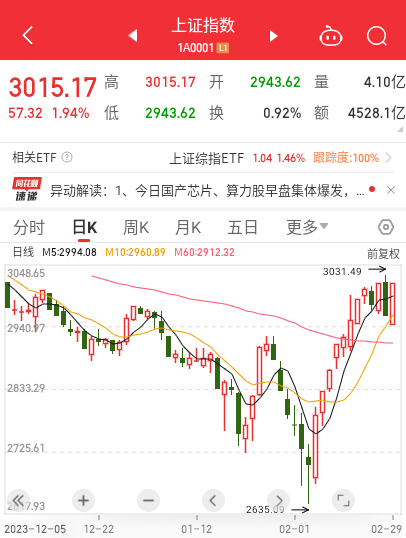 上证指数
1A0001 L1
3015.17 高 3015.17 开 2943.62 量 4.10亿
57.32 1.94% 低 2943.62 换 0.92% 额 4528.1亿
相关ETF ? 上证综指ETF 1.04 1.46% 跟踪度:100%
同花顺
速递
异动解读：1、今日国产芯片、算力股早盘集体爆发，...
分时 日K 周K 月K 五日 更多
日线 M5:2994.08 M10:2960.89 M60:2912.32 前复权
3048.65
3031.49
2940.97
2833.29
2725.61
2635.09
2023-12-05 12-22 01-12 02-01 02-29